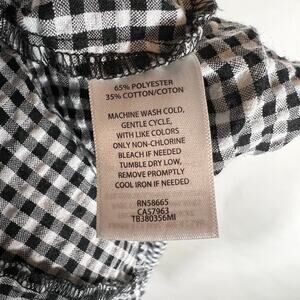 65% POLYESTER
35% COTTON/COTON
MACHINE WASH COLD,
GENTLE CYCLE,
WITH LIKE COLORS
ONLY NON-CHLORINE
BLEACH IF NEEDED
TUMBLE DRY LOW,
REMOVE PROMPTLY
COOL IRON IF NEEDED
RN58665
CA57963
TB380356MI